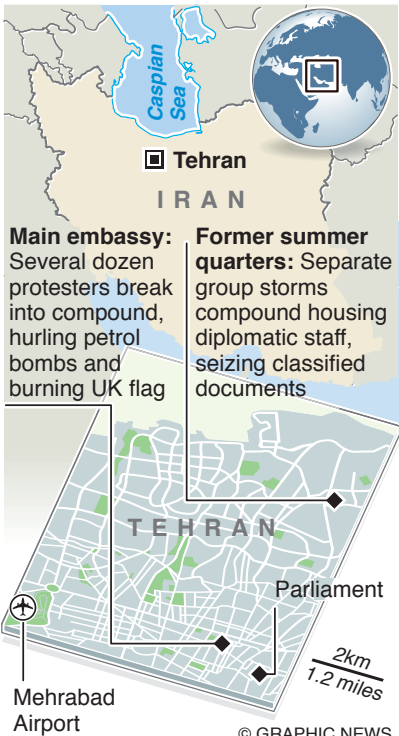 Caspian
Sea
Tehran
IRAN
Main embassy:
Several dozen
protesters break
into compound,
hurling petrol
bombs and
burning UK flag
Former summer
quarters: Separate
group storms
compound housing
diplomatic staff,
seizing classified
documents
TEHRAN
Parliament
2km
1.2 miles
Mehrabad
Airport
© GRAPHIC NEWS